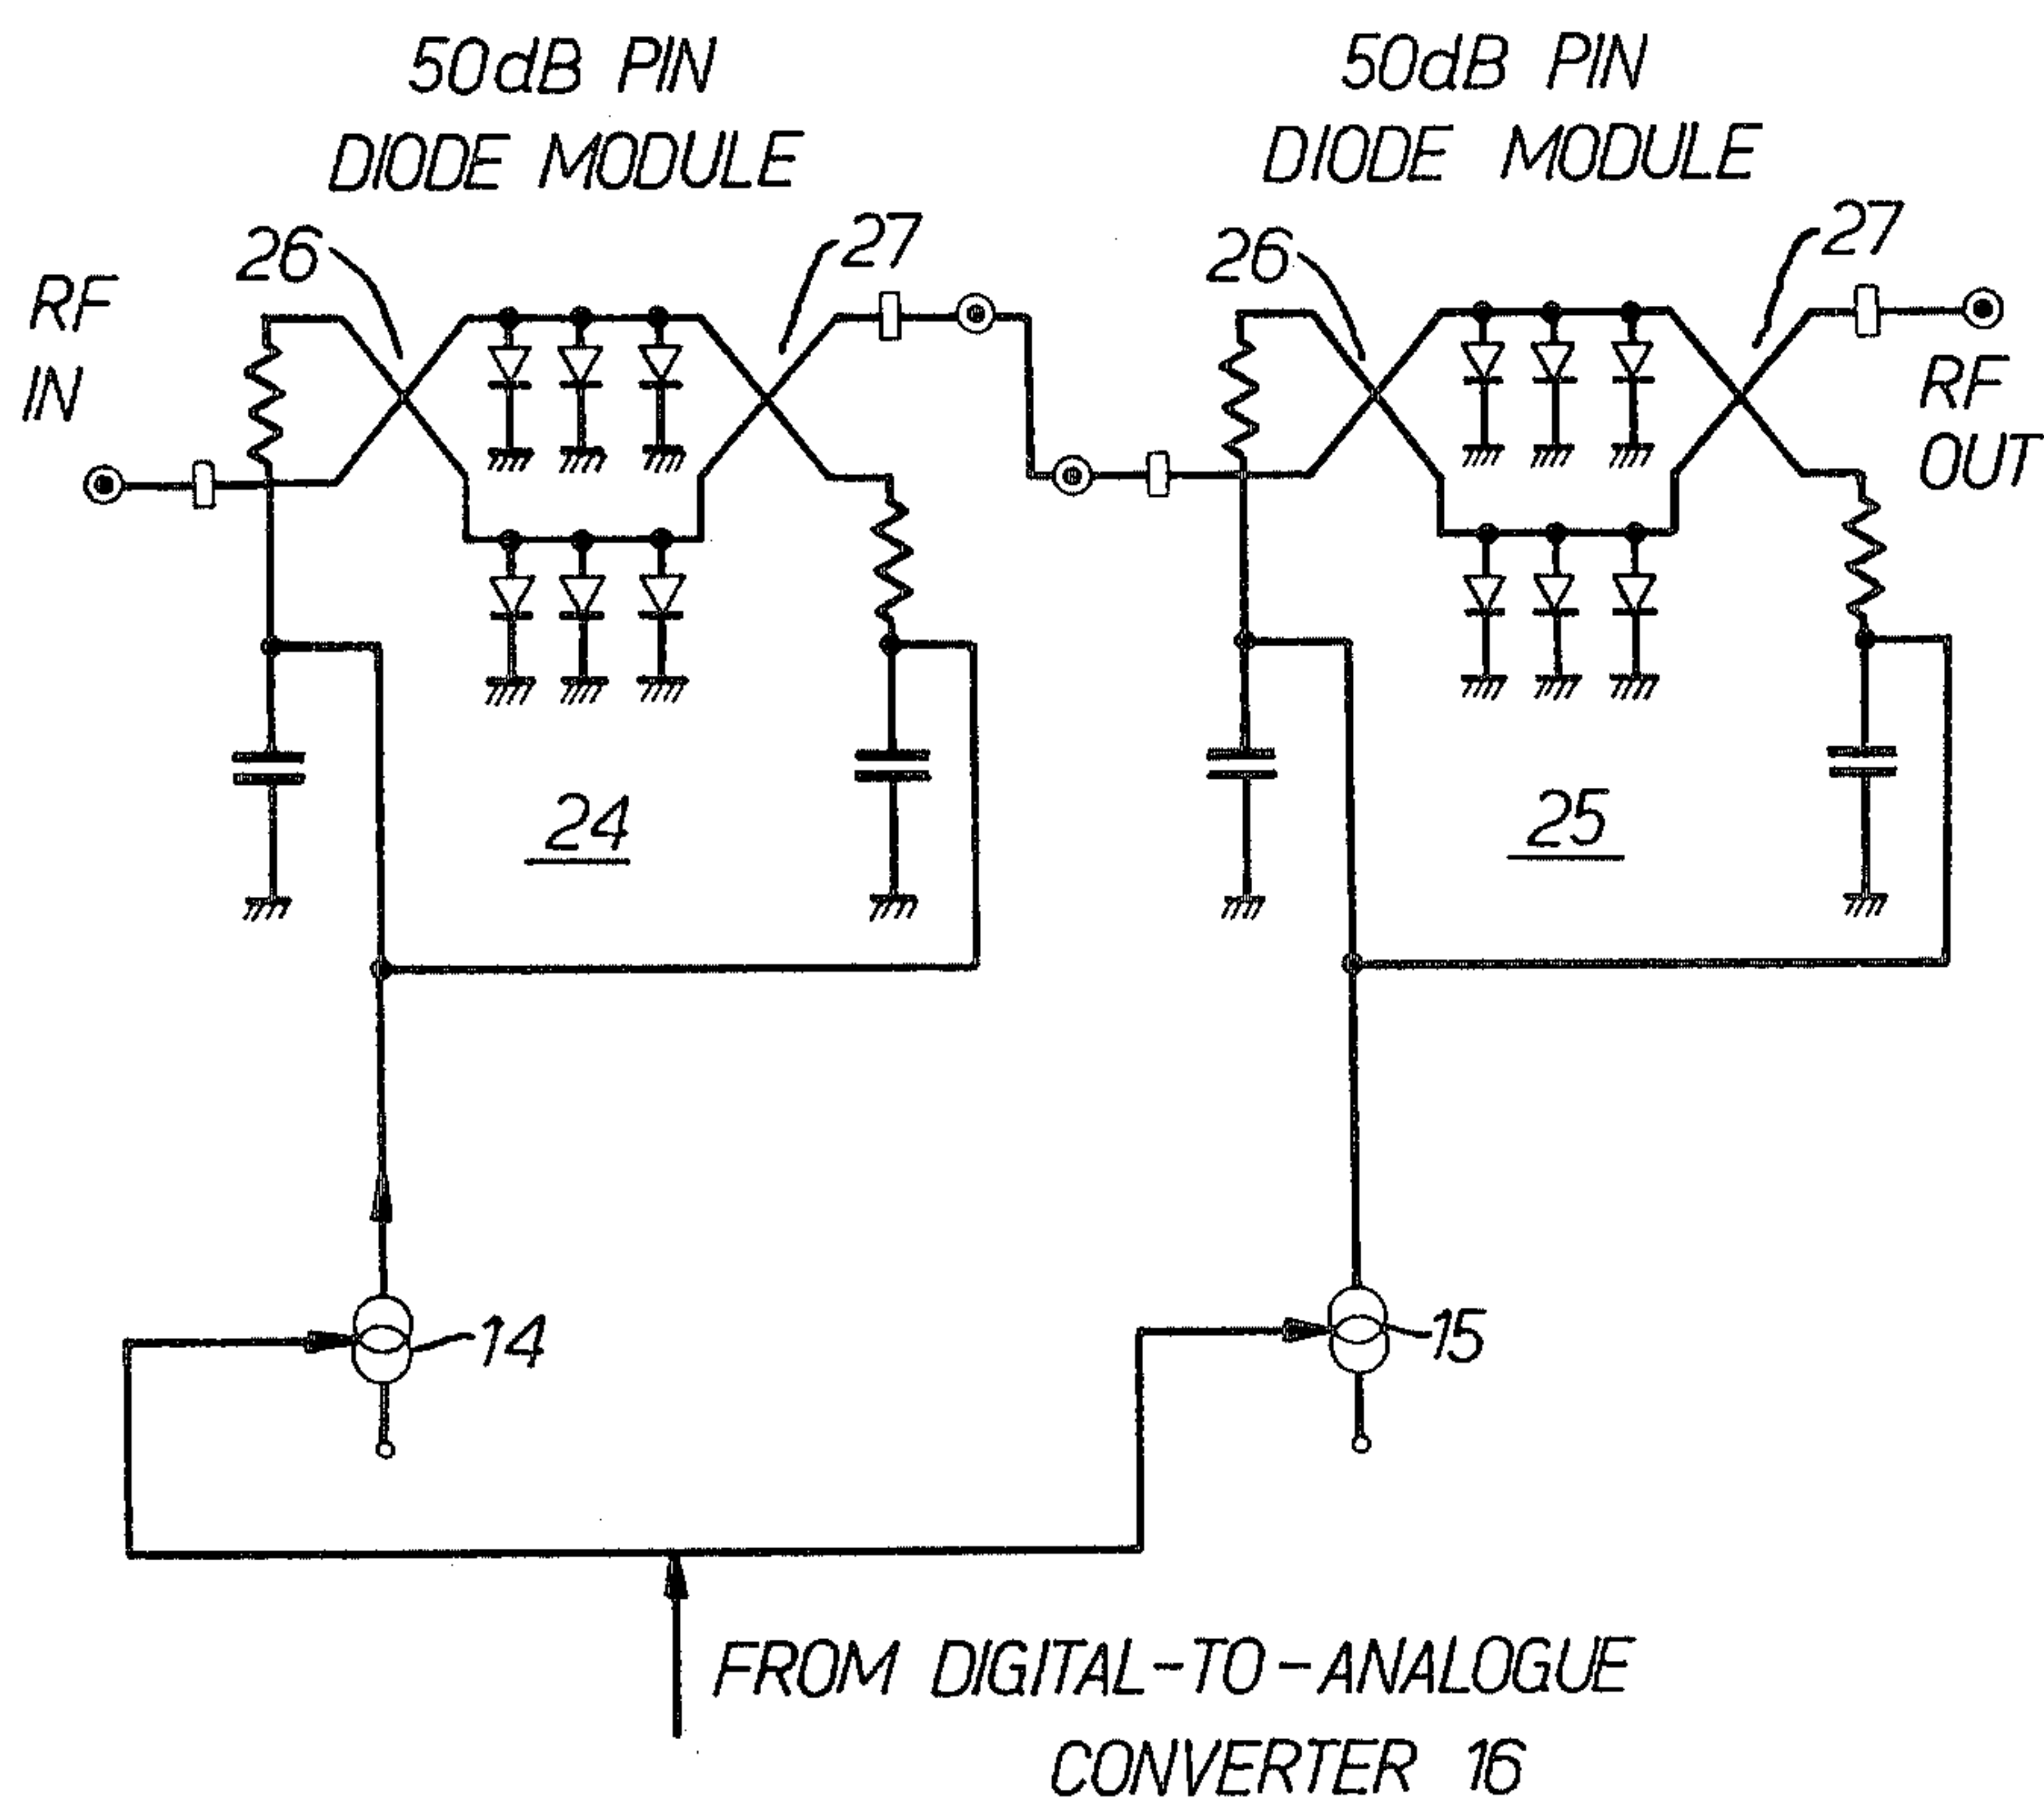 50dB PIN
DIODE MODULE
50dB PIN
DIODE MODULE
26
27
26
27
RF
IN
RF
OUT
24
25
14
15
FROM DIGITAL-TO-ANALOGUE
CONVERTER 16